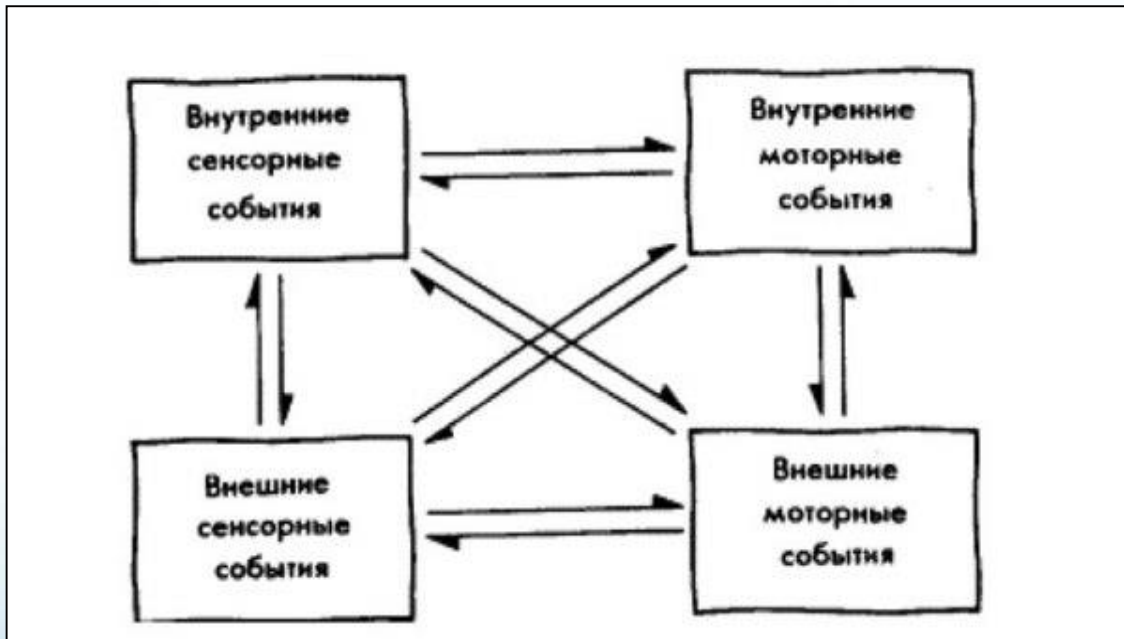 Внутренние
сенсорные
события
Внутренние
моторные
события
Внешние
сенсорные
события
Внешние
моторные
события